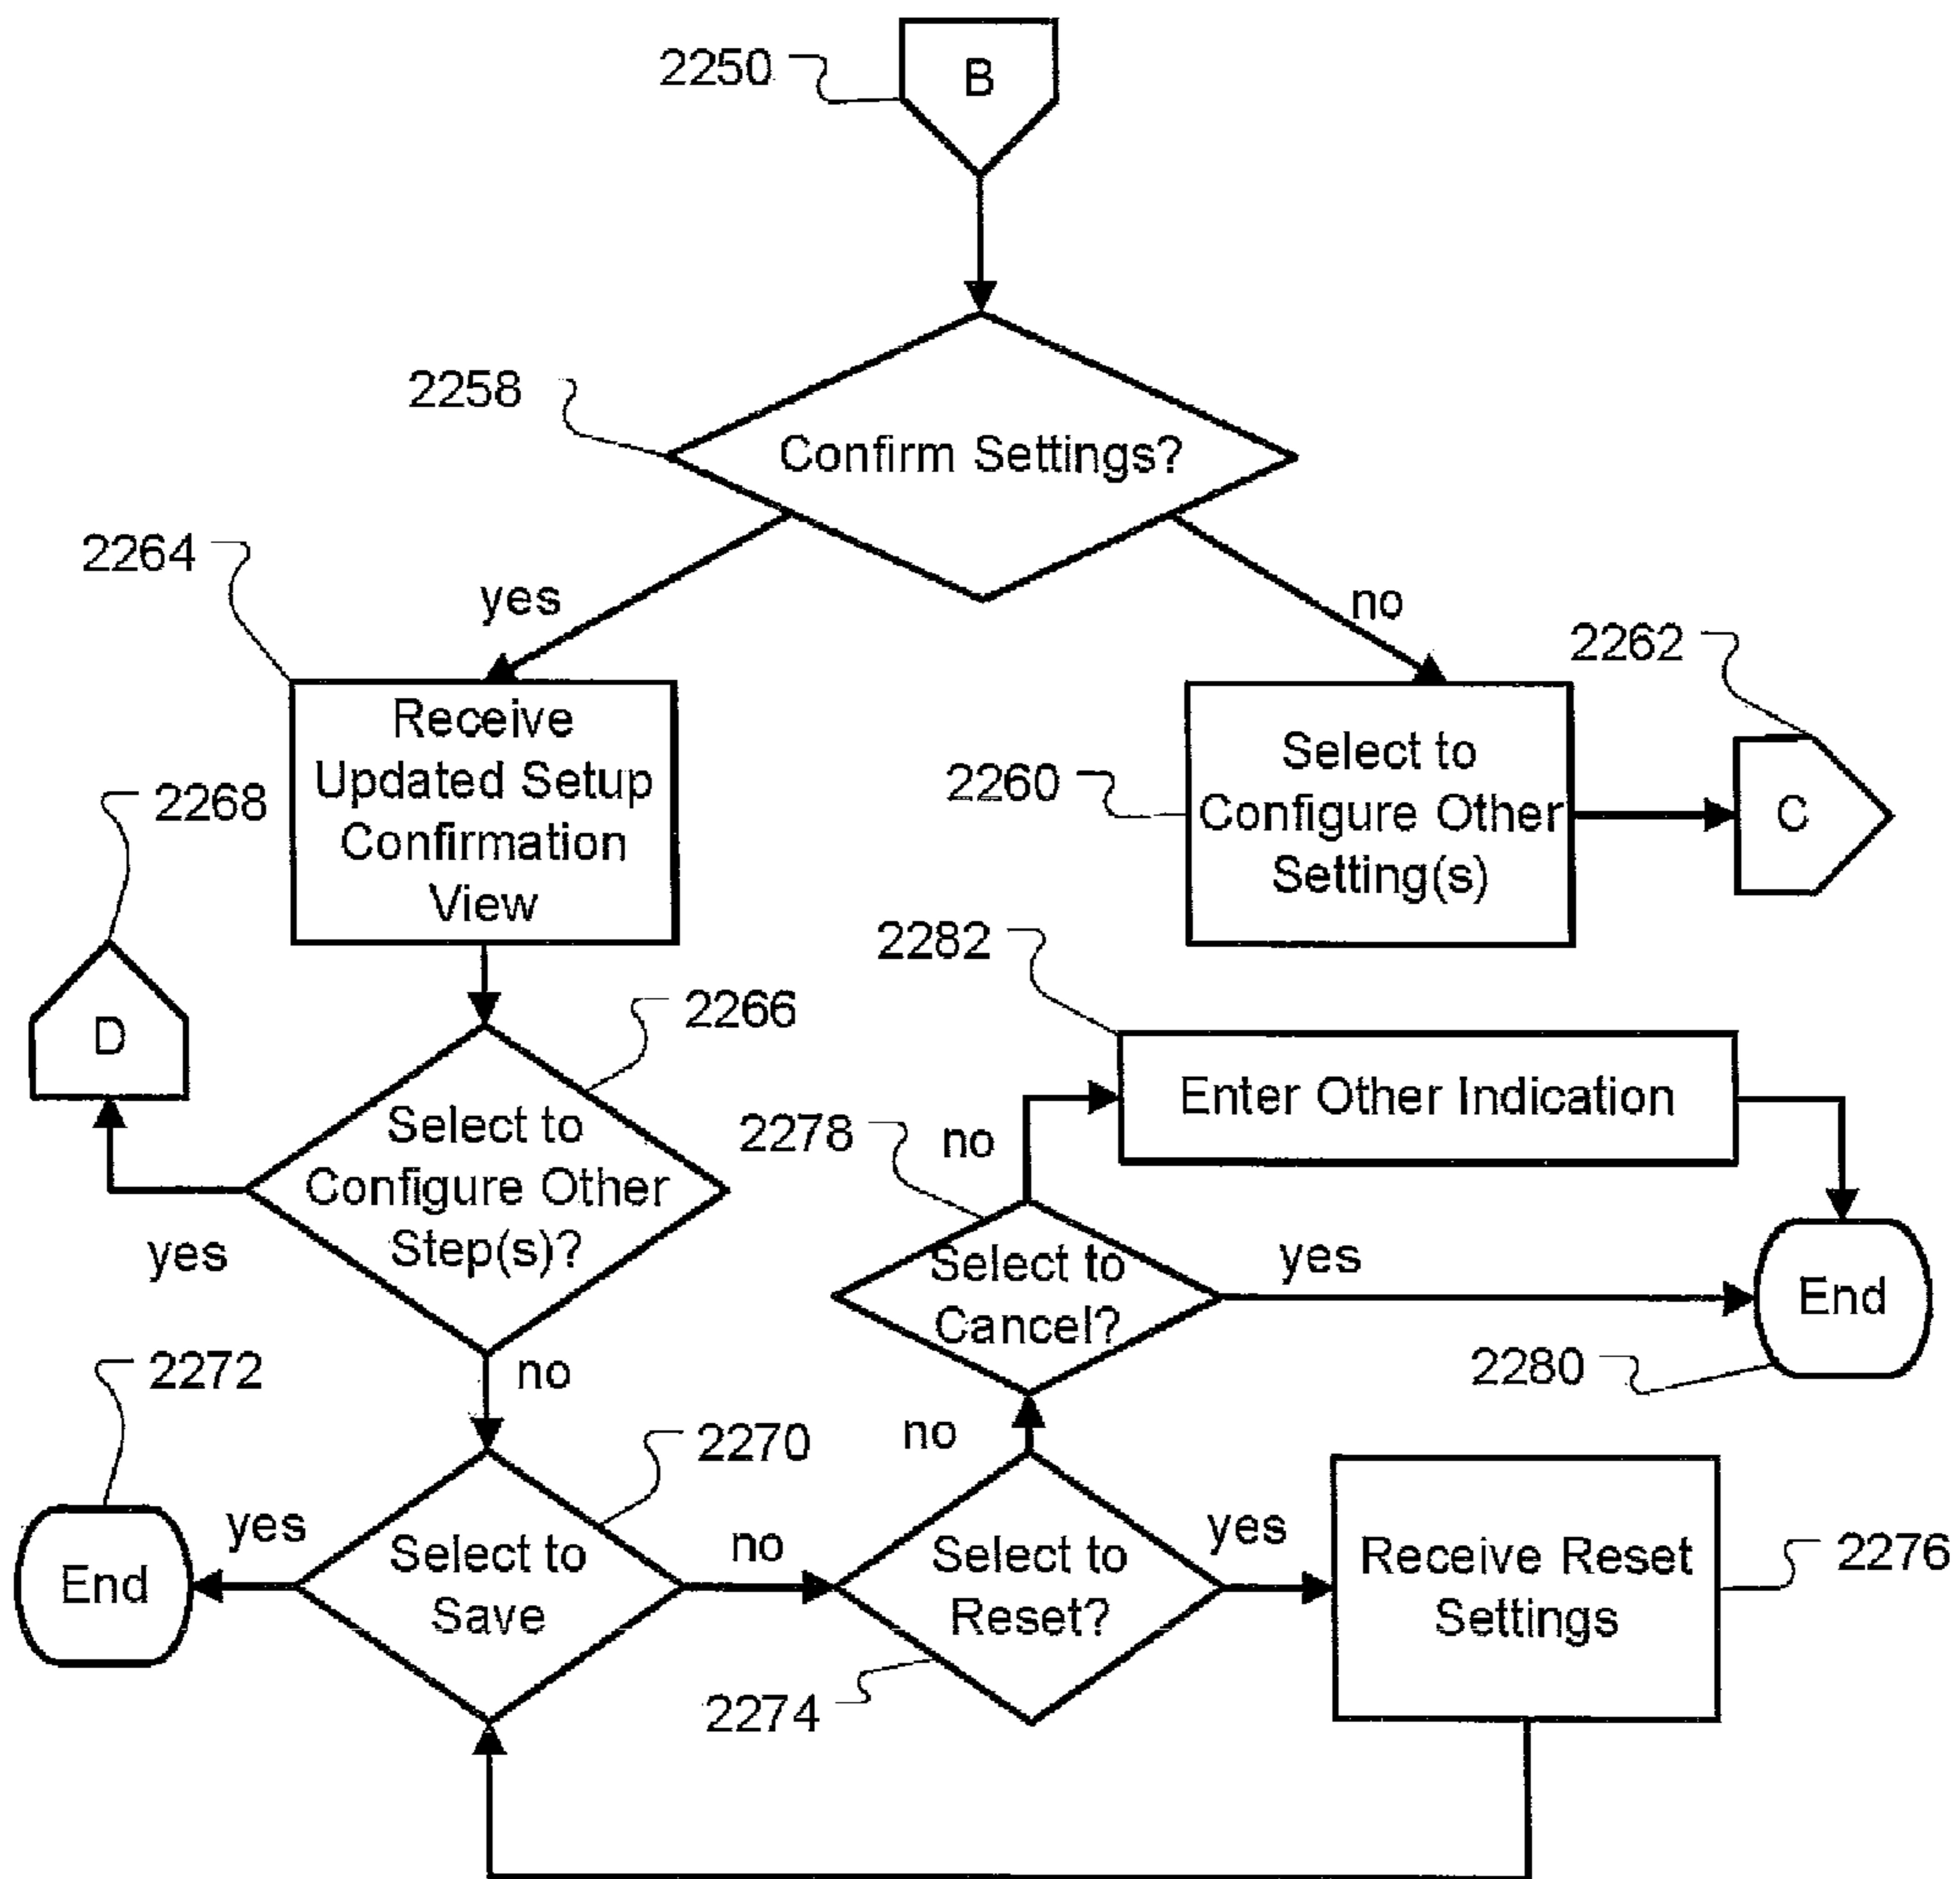 2250
B
2258
Confirm Settings?
2264
yes
no
2262
Receive
Updated Setup
Confirmation
View
2260
Select to
Configure Other
Setting(s)
C
2268
D
2266
2282
Enter Other Indication
Select to
Configure Other
Step(s)?
yes
no
2278
no
Select to
Cancel?
yes
End
2280
2272
2270
End
yes
Select to
Save
no
no
Select to
Reset?
2274
yes
Receive Reset
Settings
2276